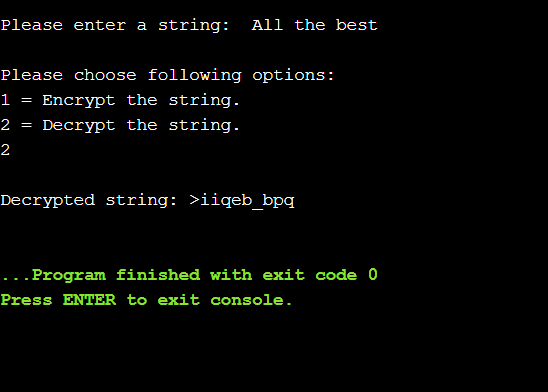 Please enter a string:  All the best
Please choose following options:
1 = Encrypt the string.
2 = Decrypt the string.
2
Decrypted string: >iiqeb_bpq
...Program finished with exit code 0
Press ENTER to exit console.